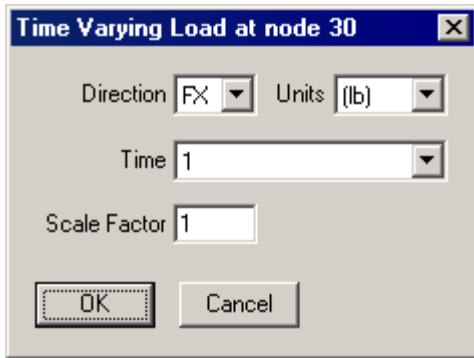 Time Varying Load at node 30
Direction FX Units (lb)
Time 1
Scale Factor 1
OK Cancel